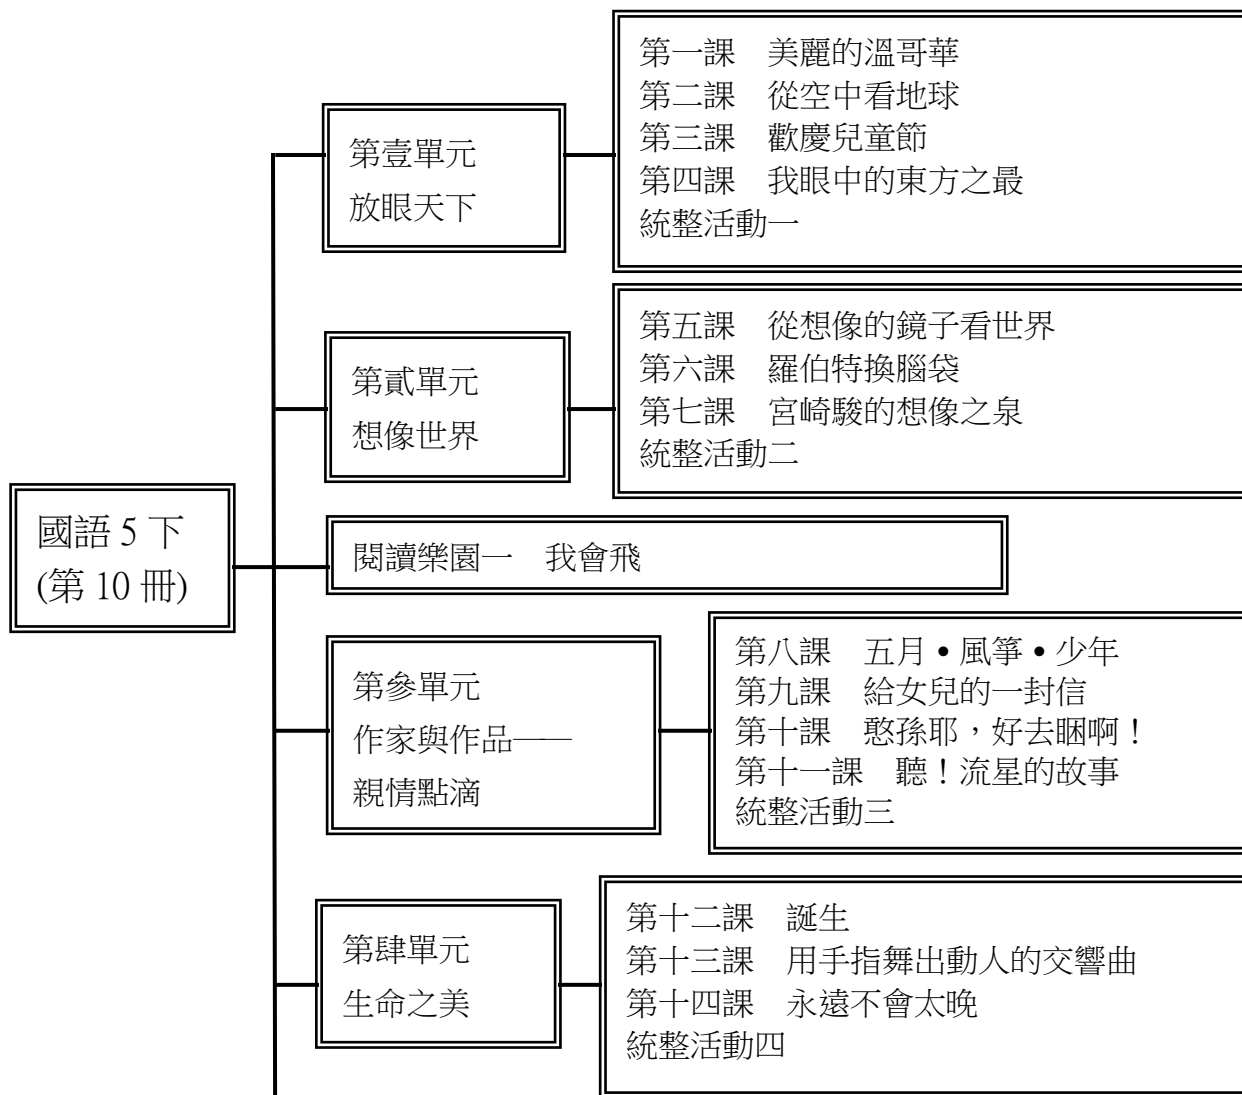 國語 5 下
(第 10 冊)
第壹單元
放眼天下
第一課　美麗的溫哥華
第二課　從空中看地球
第三課　歡慶兒童節
第四課　我眼中的東方之最
統整活動一
第貳單元
想像世界
第五課　從想像的鏡子看世界
第六課　羅伯特換腦袋
第七課　宮崎駿的想像之泉
統整活動二
閱讀樂園一　我會飛
第參單元
作家與作品——
親情點滴
第八課　五月•風箏•少年
第九課　給女兒的一封信
第十課　憨孫耶，好去睏啊！
第十一課　聽！流星的故事
統整活動三
第肆單元
生命之美
第十二課　誕生
第十三課　用手指舞出動人的交響曲
第十四課　永遠不會太晚
統整活動四